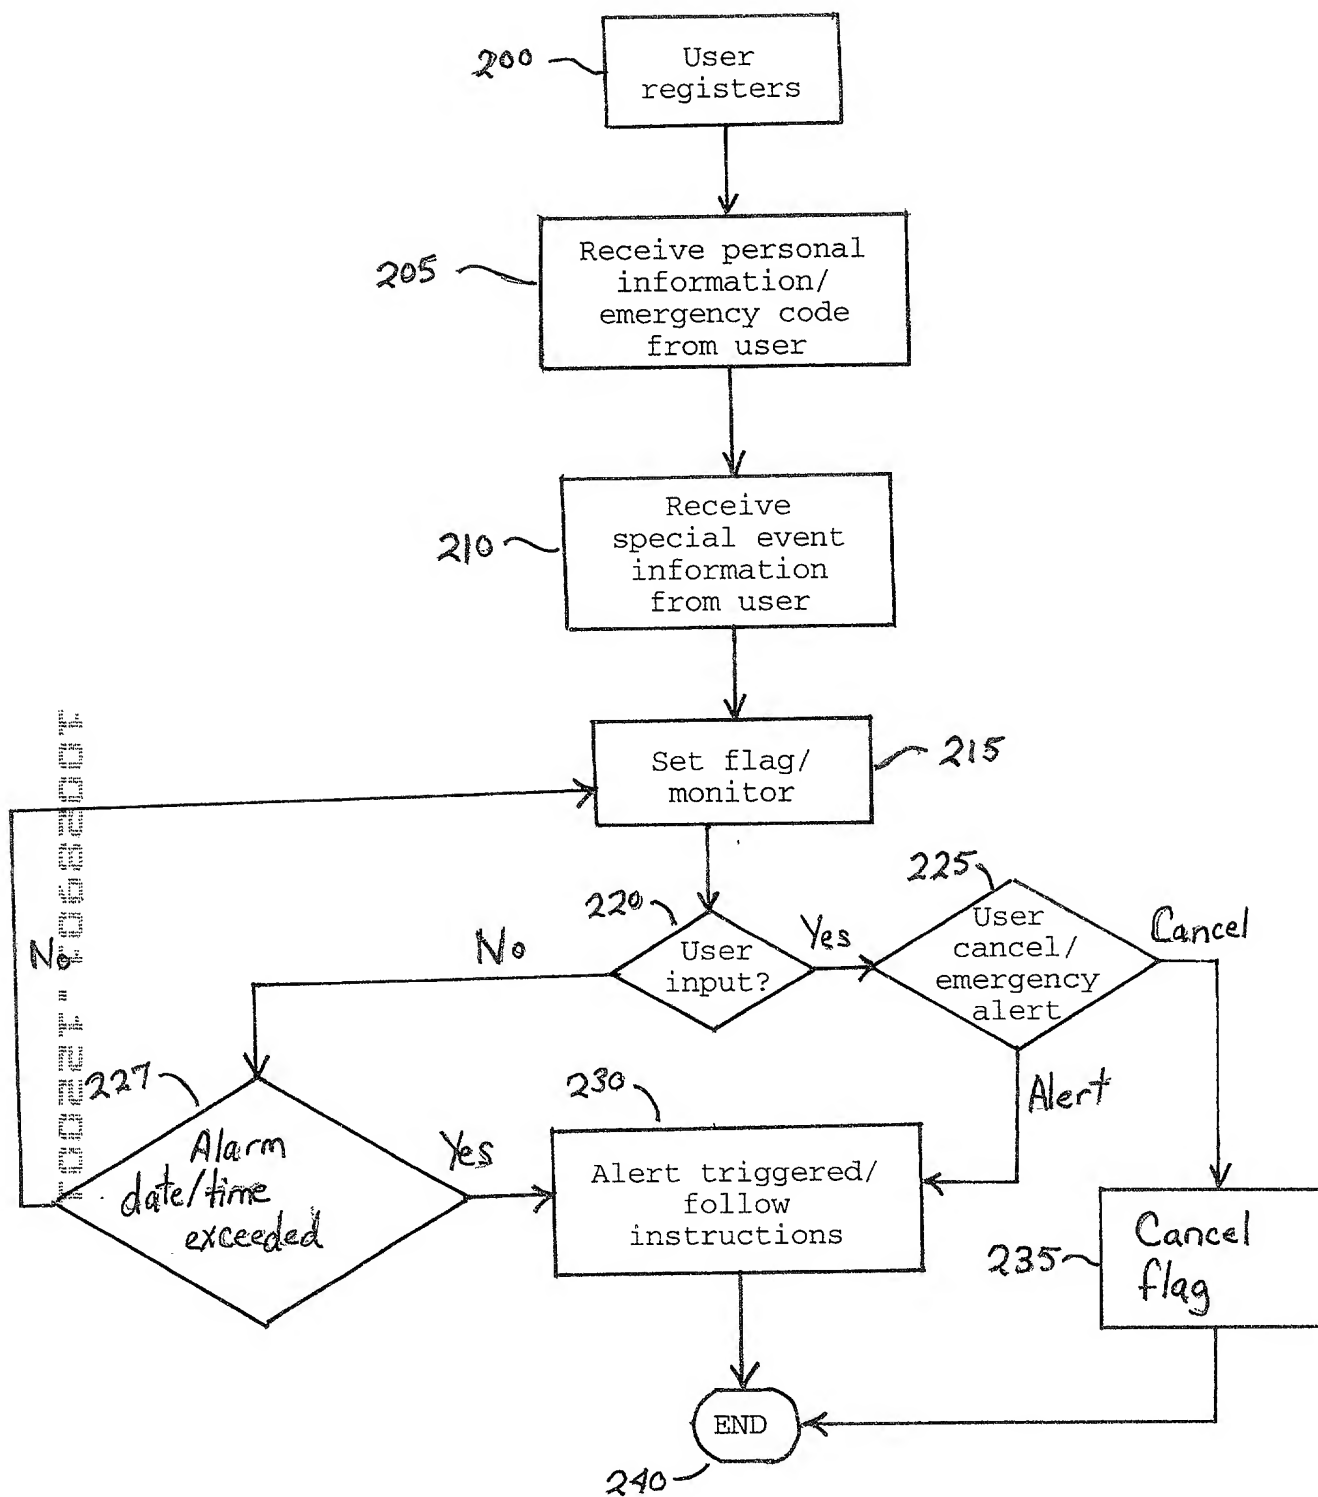 200
User
registers
205
Receive personal
information/
emergency code
from user
210
Receive
special event
information
from user
Set flag/
monitor
215
220
User
input?
No
Yes
225
User
cancel/
emergency
alert
Cancel
Alert
No
227
Alarm
date/time
exceeded
Yes
230
Alert triggered/
follow
instructions
235
Cancel
flag
END
240